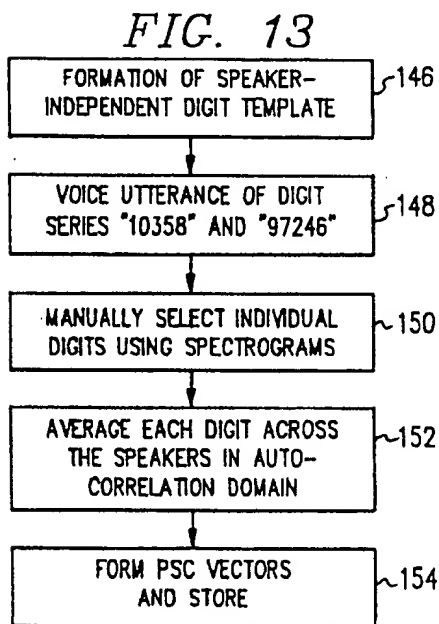 FIG. 13
FORMATION OF SPEAKER-
INDEPENDENT DIGIT TEMPLATE
146
VOICE UTTERANCE OF DIGIT
SERIES "10358" AND "97246"
148
MANUALLY SELECT INDIVIDUAL
DIGITS USING SPECTROGRAMS
150
AVERAGE EACH DIGIT ACROSS
THE SPEAKERS IN AUTO-
CORRELATION DOMAIN
152
FORM PSC VECTORS
AND STORE
154